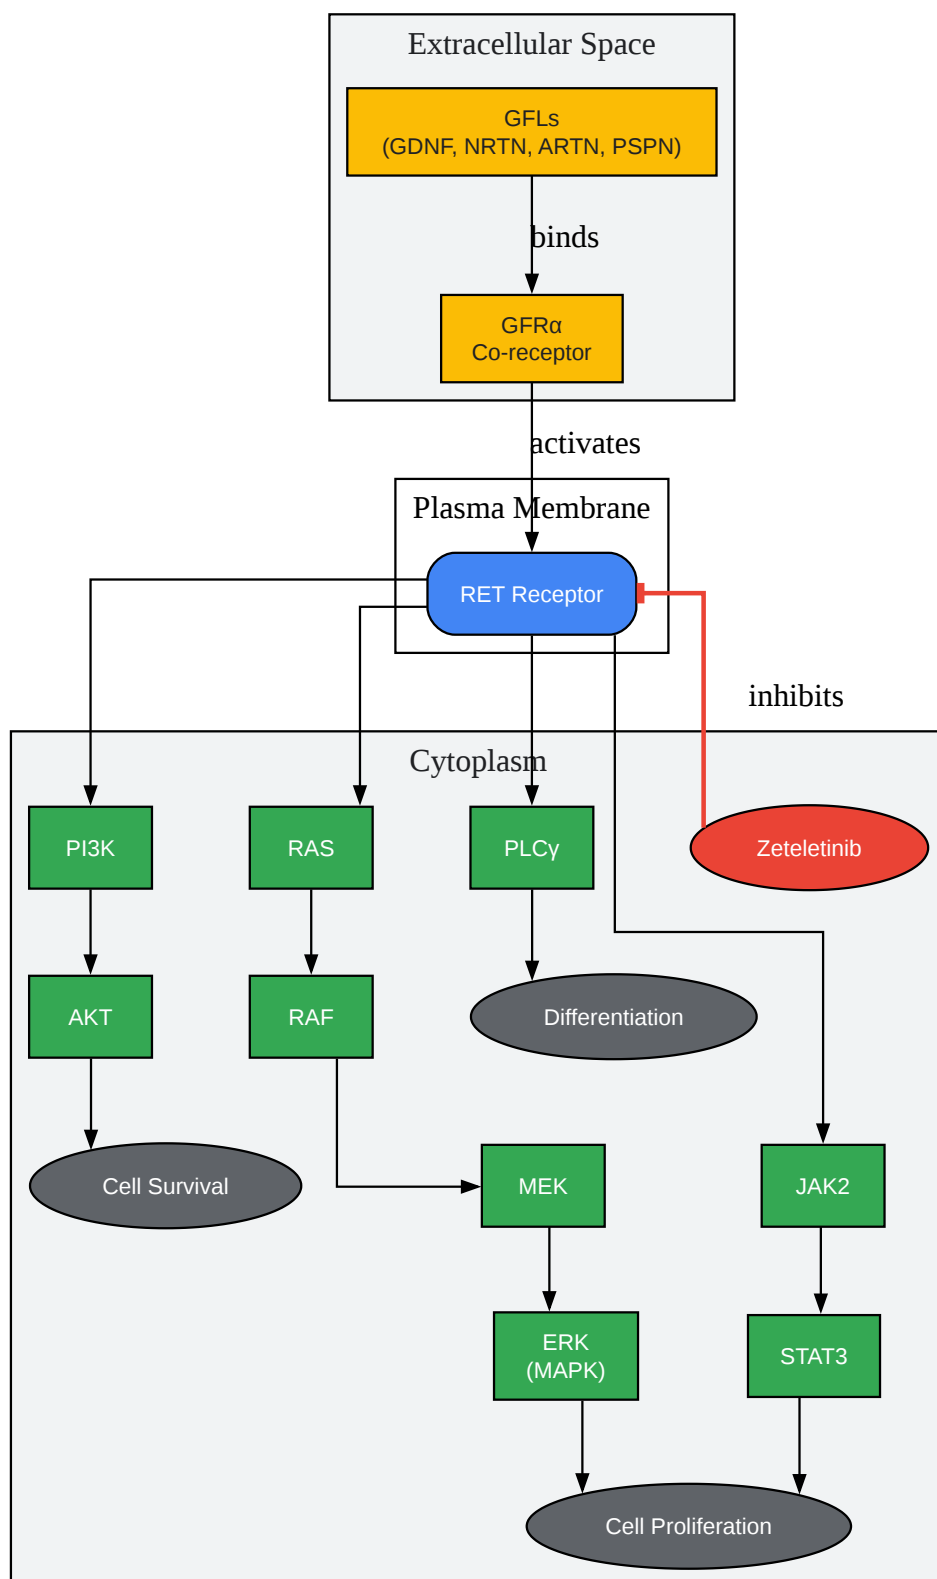 Extracellular Space
GFLs
(GDNF, NRTN, ARTN, PSPN)
binds
GFRα
Co-receptor
activates
Plasma Membrane
RET Receptor
inhibits
Cytoplasm
PI3K
RAS
PLCγ
Zeteletinib
AKT
RAF
Differentiation
Cell Survival
MEK
JAK2
ERK
(MAPK)
STAT3
Cell Proliferation